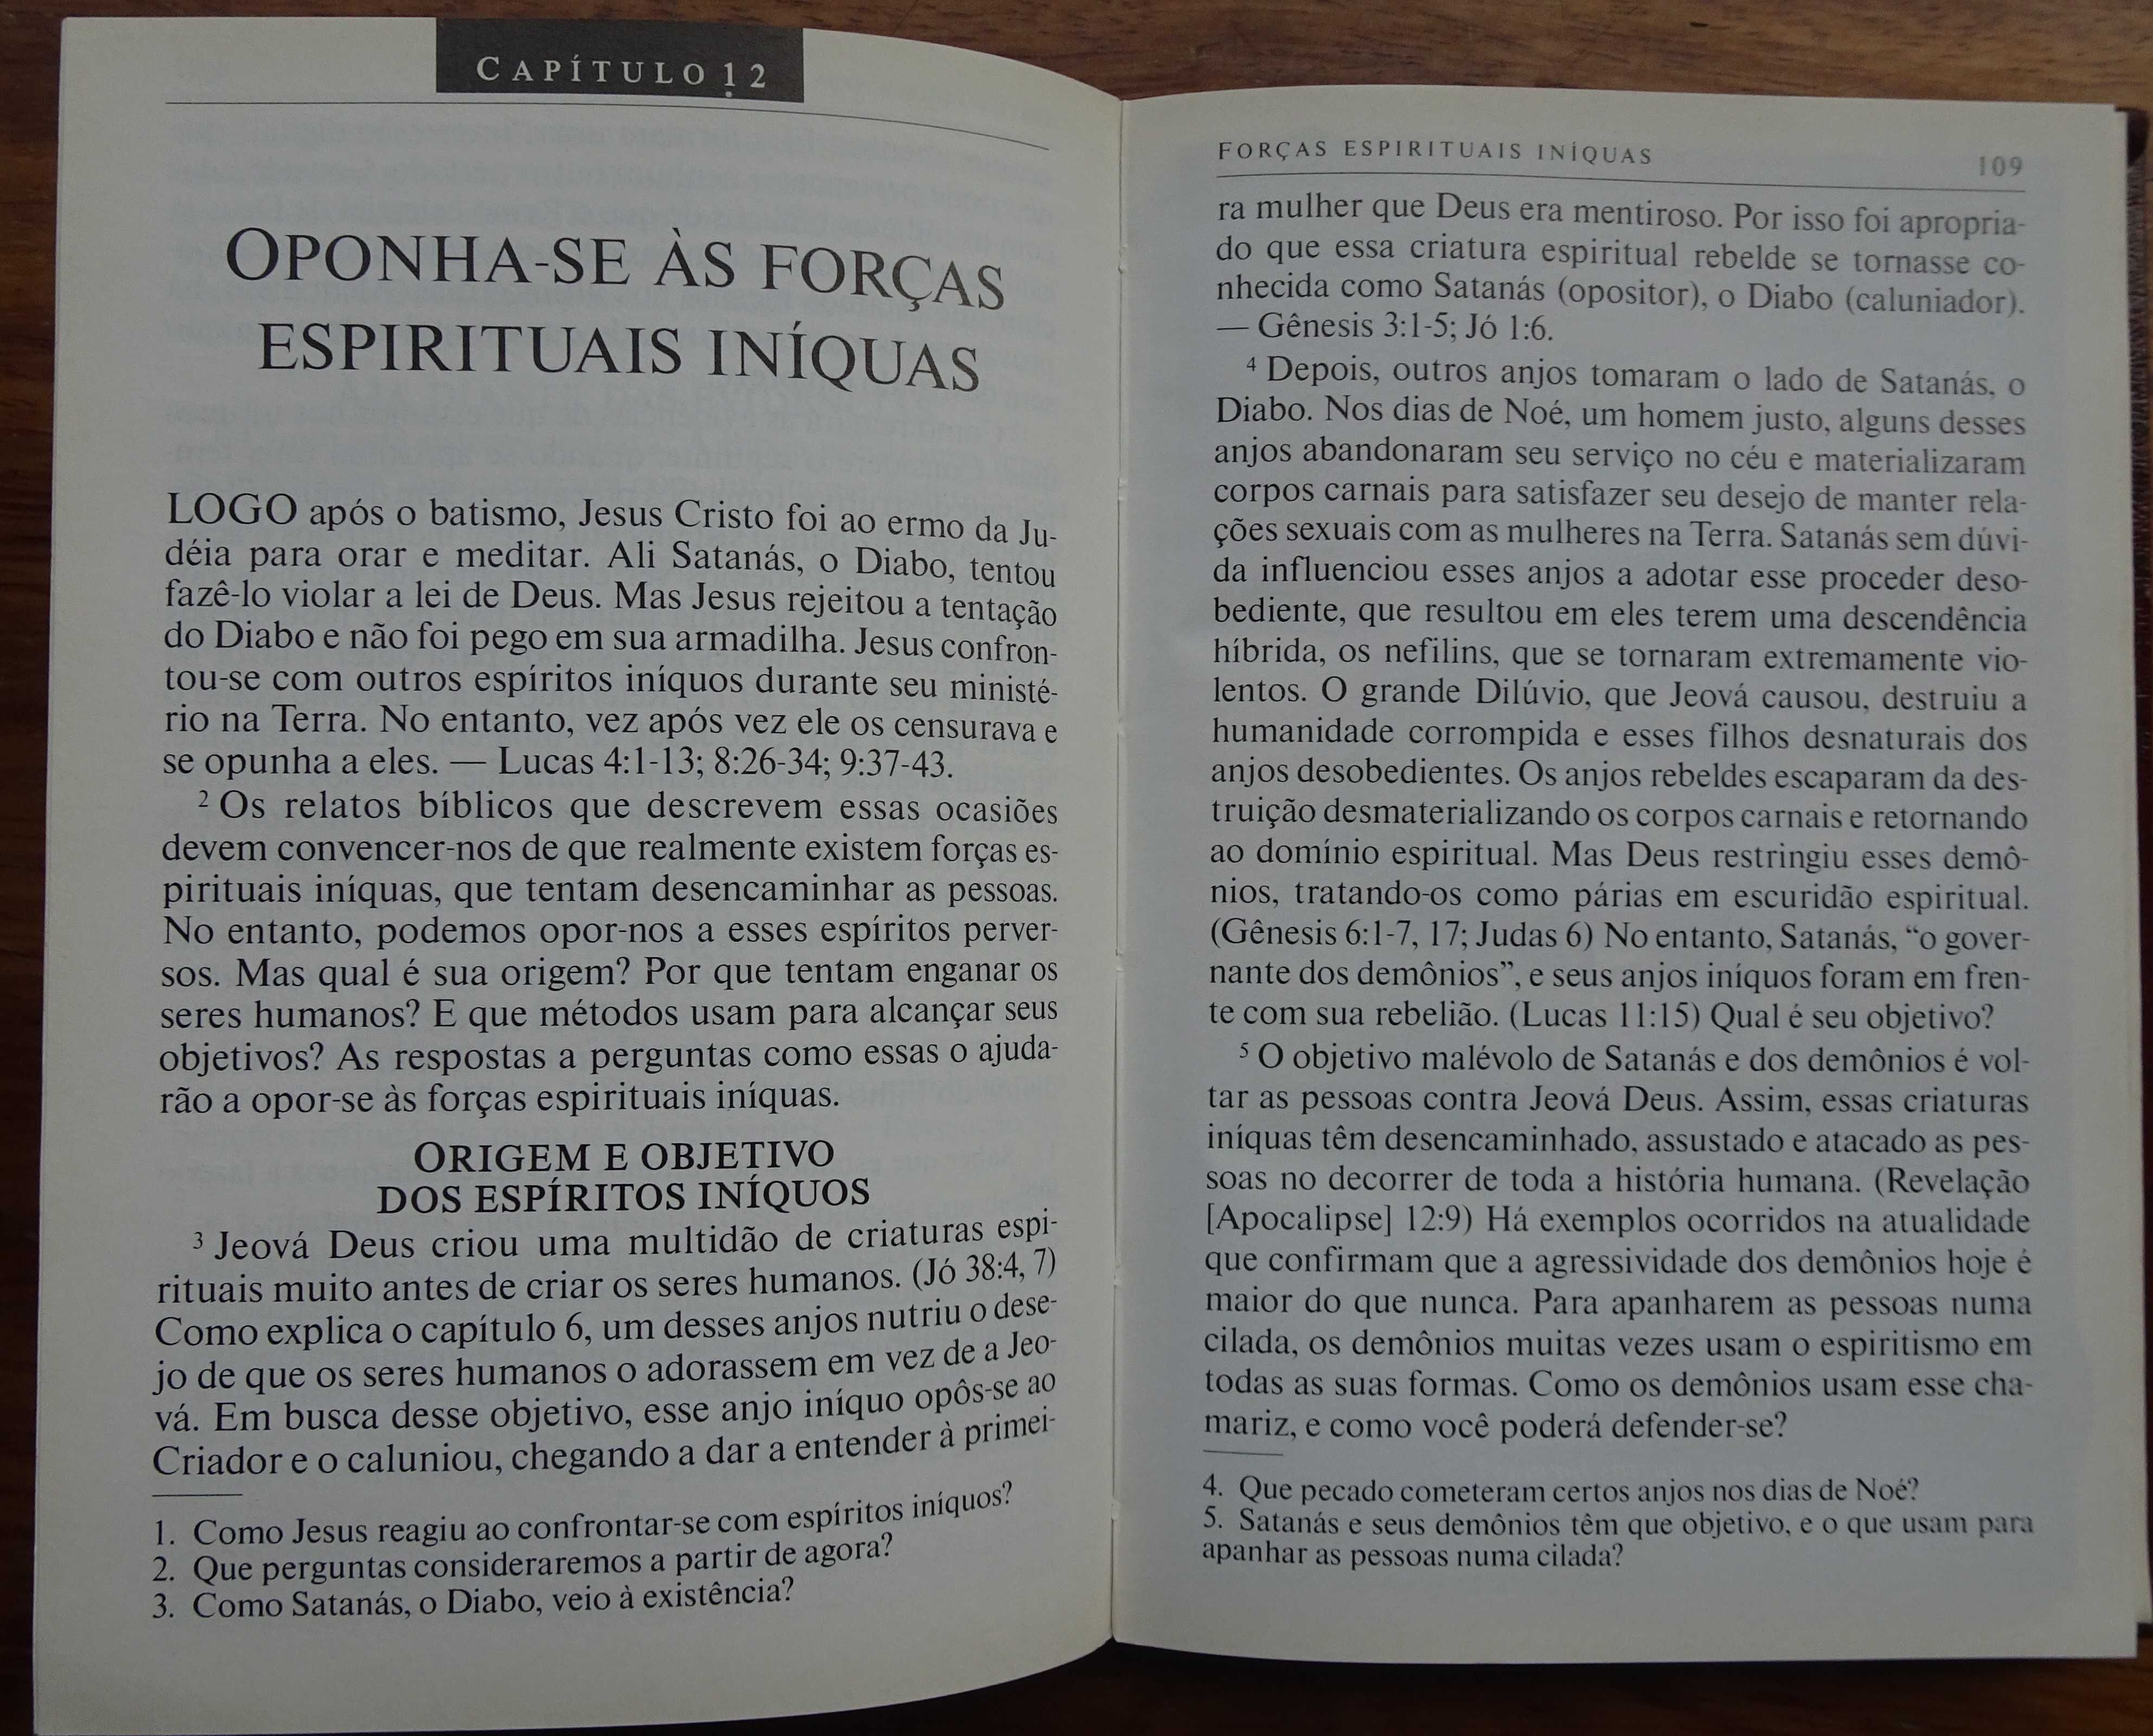 CAPÍTULO 12
OPONHA-SE ÀS FORÇAS
ESPIRITUAIS INÍQUAS
LOGO após o batismo, Jesus Cristo foi ao ermo da Ju-
déia para orar e meditar. Ali Satanás, o Diabo, tentou
fazê-lo violar a lei de Deus. Mas Jesus rejeitou a tentação
do Diabo e não foi pego em sua armadilha. Jesus confron-
tou-se com outros espíritos iníquos durante seu ministé-
rio na Terra. No entanto, vez após vez ele os censurava e
se opunha a eles. — Lucas 4:1-13; 8:26-34; 9:37-43.
² Os relatos bíblicos que descrevem essas ocasiões
devem convencer-nos de que realmente existem forças es-
pirituais iníquas, que tentam desencaminhar as pessoas.
No entanto, podemos opor-nos a esses espíritos perver-
sos. Mas qual é sua origem? Por que tentam enganar os
seres humanos? E que métodos usam para alcançar seus
objetivos? As respostas a perguntas como essas o ajuda-
rão a opor-se às forças espirituais iníquas.
ORIGEM E OBJETIVO
DOS ESPÍRITOS INÍQUOS
³ Jeová Deus criou uma multidão de criaturas espi-
rituais muito antes de criar os seres humanos. (Jó 38:4, 7)
Como explica o capítulo 6, um desses anjos nutriu o dese-
jo de que os seres humanos o adorassem em vez de a Jeo-
vá. Em busca desse objetivo, esse anjo iníquo opôs-se ao
Criador e o caluniou, chegando a dar a entender à primei-
1. Como Jesus reagiu ao confrontar-se com espíritos iníquos?
2. Que perguntas consideraremos a partir de agora?
3. Como Satanás, o Diabo, veio à existência?
FORÇAS ESPIRITUAIS INÍQUAS 109
ra mulher que Deus era mentiroso. Por isso foi apropria-
do que essa criatura espiritual rebelde se tornasse co-
nhecida como Satanás (opositor), o Diabo (caluniador).
— Gênesis 3:1-5; Jó 1:6.
⁴ Depois, outros anjos tomaram o lado de Satanás, o
Diabo. Nos dias de Noé, um homem justo, alguns desses
anjos abandonaram seu serviço no céu e materializaram
corpos carnais para satisfazer seu desejo de manter rela-
ções sexuais com as mulheres na Terra. Satanás sem dúvi-
da influenciou esses anjos a adotar esse proceder deso-
bediente, que resultou em eles terem uma descendência
híbrida, os nefilins, que se tornaram extremamente vio-
lentos. O grande Dilúvio, que Jeová causou, destruiu a
humanidade corrompida e esses filhos desnaturais dos
anjos desobedientes. Os anjos rebeldes escaparam da des-
truição desmaterializando os corpos carnais e retornando
ao domínio espiritual. Mas Deus restringiu esses demô-
nios, tratando-os como párias em escuridão espiritual.
(Gênesis 6:1-7, 17; Judas 6) No entanto, Satanás, “o gover-
nante dos demônios”, e seus anjos iníquos foram em fren-
te com sua rebelião. (Lucas 11:15) Qual é seu objetivo?
⁵ O objetivo malévolo de Satanás e dos demônios é vol-
tar as pessoas contra Jeová Deus. Assim, essas criaturas
iníquas têm desencaminhado, assustado e atacado as pes-
soas no decorrer de toda a história humana. (Revelação
[Apocalipse] 12:9) Há exemplos ocorridos na atualidade
que confirmam que a agressividade dos demônios hoje é
maior do que nunca. Para apanharem as pessoas numa
cilada, os demônios muitas vezes usam o espiritismo em
todas as suas formas. Como os demônios usam esse cha-
mariz, e como você poderá defender-se?
4. Que pecado cometeram certos anjos nos dias de Noé?
5. Satanás e seus demônios têm que objetivo, e o que usam para
apanhar as pessoas numa cilada?